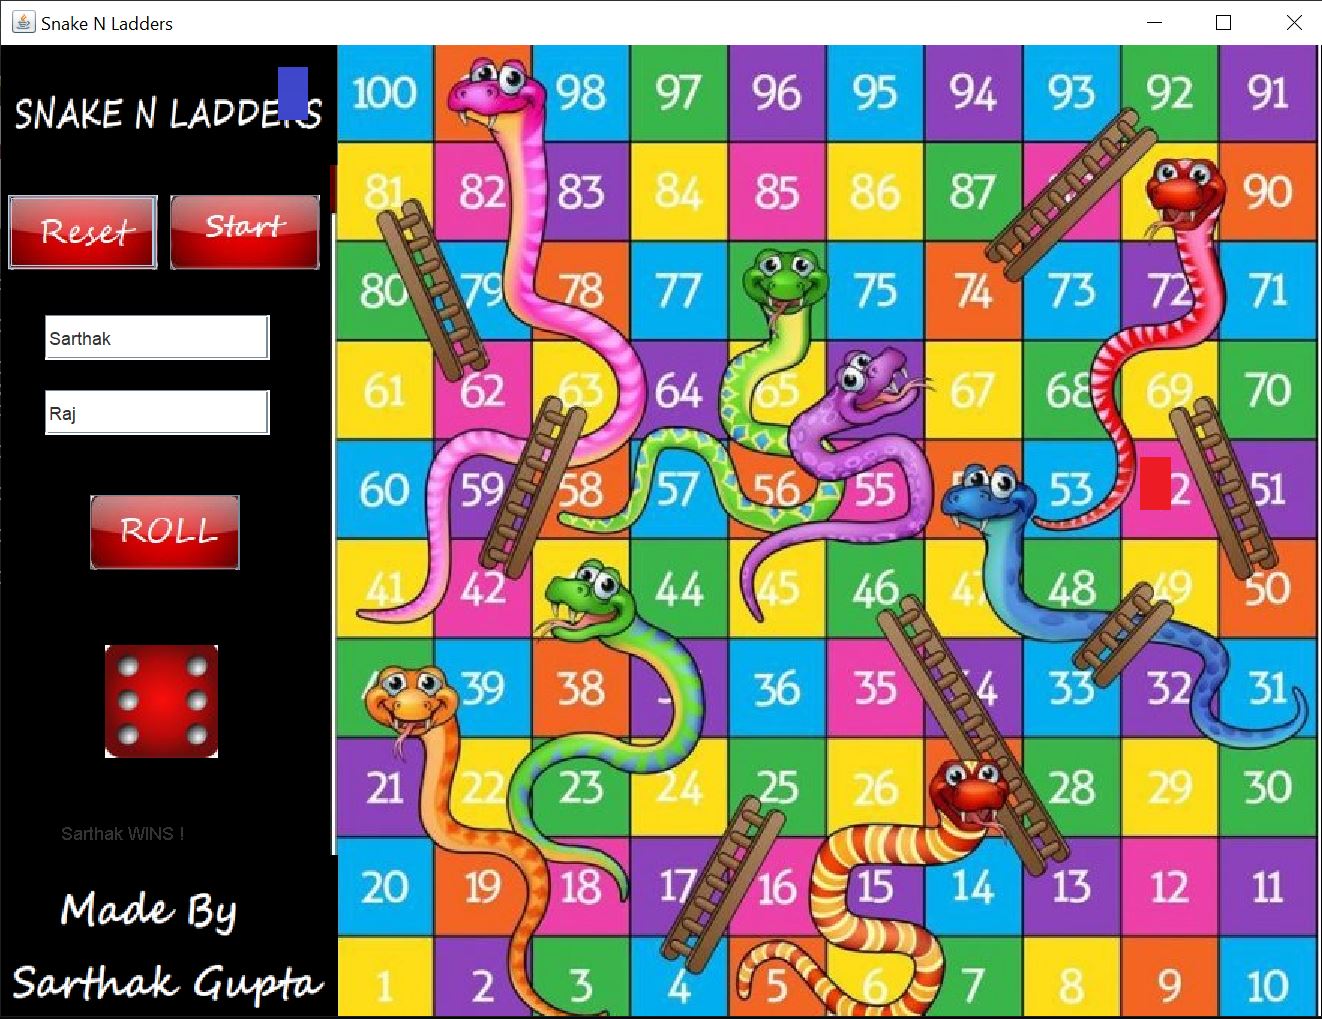 Snake N Ladders
SNAKE N LADDERS
Reset Start
Sarthak
Raj
ROLL
Sarthak WINS !
Made By
Sarthak Gupta
100 98 97 96 95 94 93 92 91
81 82 83 84 85 86 87 90
80 79 78 77 75 74 73 72 71
61 62 63 64 65 67 68 69 70
60 59 58 57 56 55 53 51
41 42 44 45 46 47 48 49 50
39 38 36 35 33 32 31
21 22 23 24 25 26 28 29 30
20 19 18 17 16 15 14 13 12 11
1 2 3 4 5 6 7 8 9 10